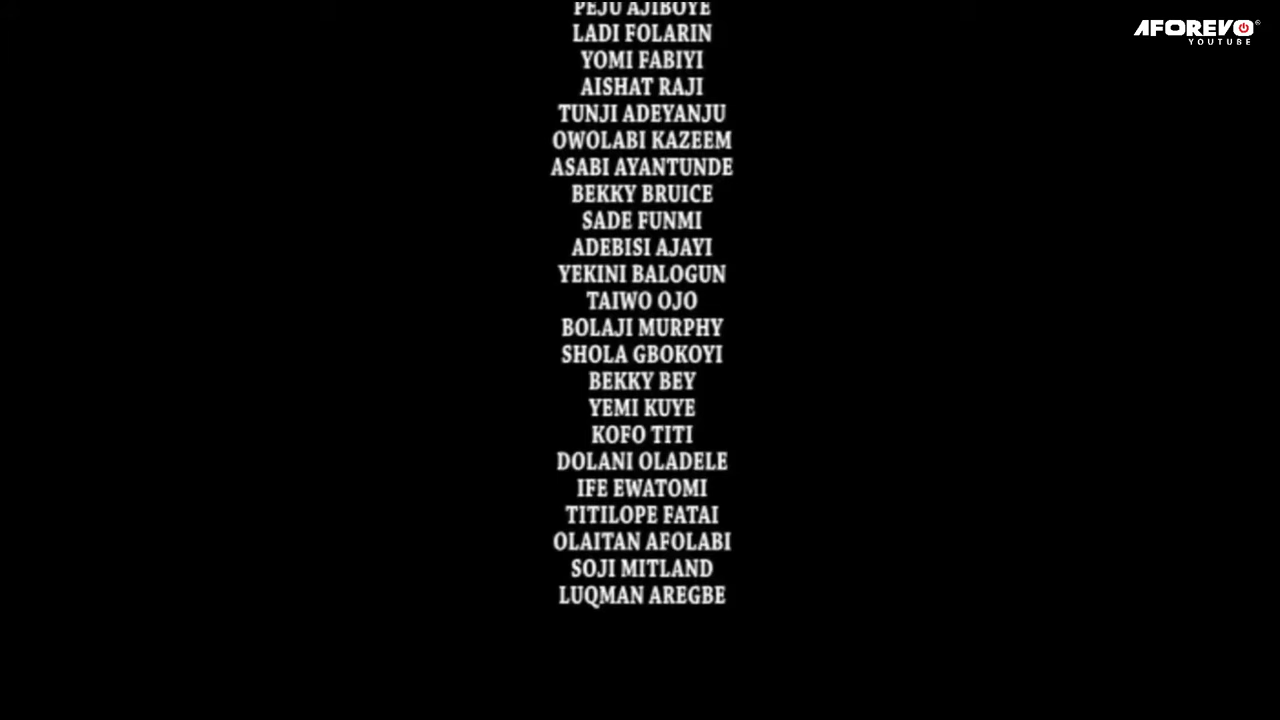 PEJU AJIBOYE
LADI FOLARIN
YOMI FABIYI
AISHAT RAJI
TUNJI ADEYANJU
OWOLABI KAZEEM
ASABI AYANTUNDE
BEKKY BRUICE
SADE FUNMI
ADEBISI AJAYI
YEKINI BALOGUN
TAIWO OJO
BOLAJI MURPHY
SHOLA GBOKOYI
BEKKY BEY
YEMI KUYE
KOFO TITI
DOLANI OLADELE
IFE EWATOMI
TITILOPE FATAI
OLAITAN AFOLABI
SOJI MITLAND
LUQMAN AREGBE
AFOREVO®
YOUTUBE